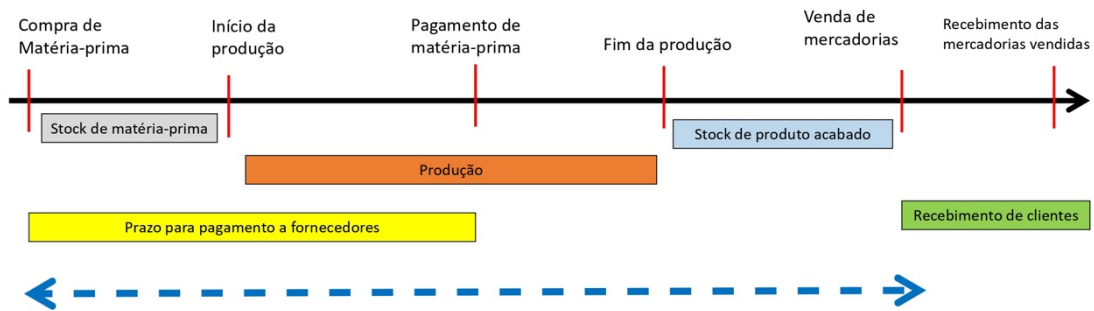 Compra de
Matéria-prima
Início da
produção
Pagamento de
matéria-prima
Fim da produção
Venda de
mercadorias
Recebimento das
mercadorias vendidas
Stock de matéria-prima
Stock de produto acabado
Produção
Prazo para pagamento a fornecedores
Recebimento de clientes